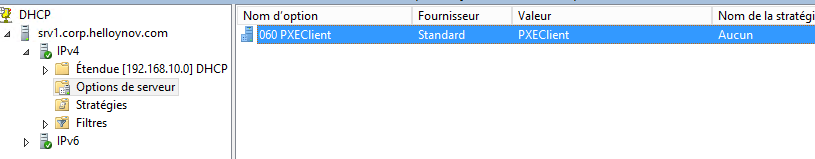 DHCP
srv1.corp.helloynov.com
IPv4
Étendue [192.168.10.0] DHCP
Options de serveur
Stratégies
Filtres
IPv6
Nom d'option Fournisseur Valeur Nom de la stratégi
060 PXEClient Standard PXEClient Aucun